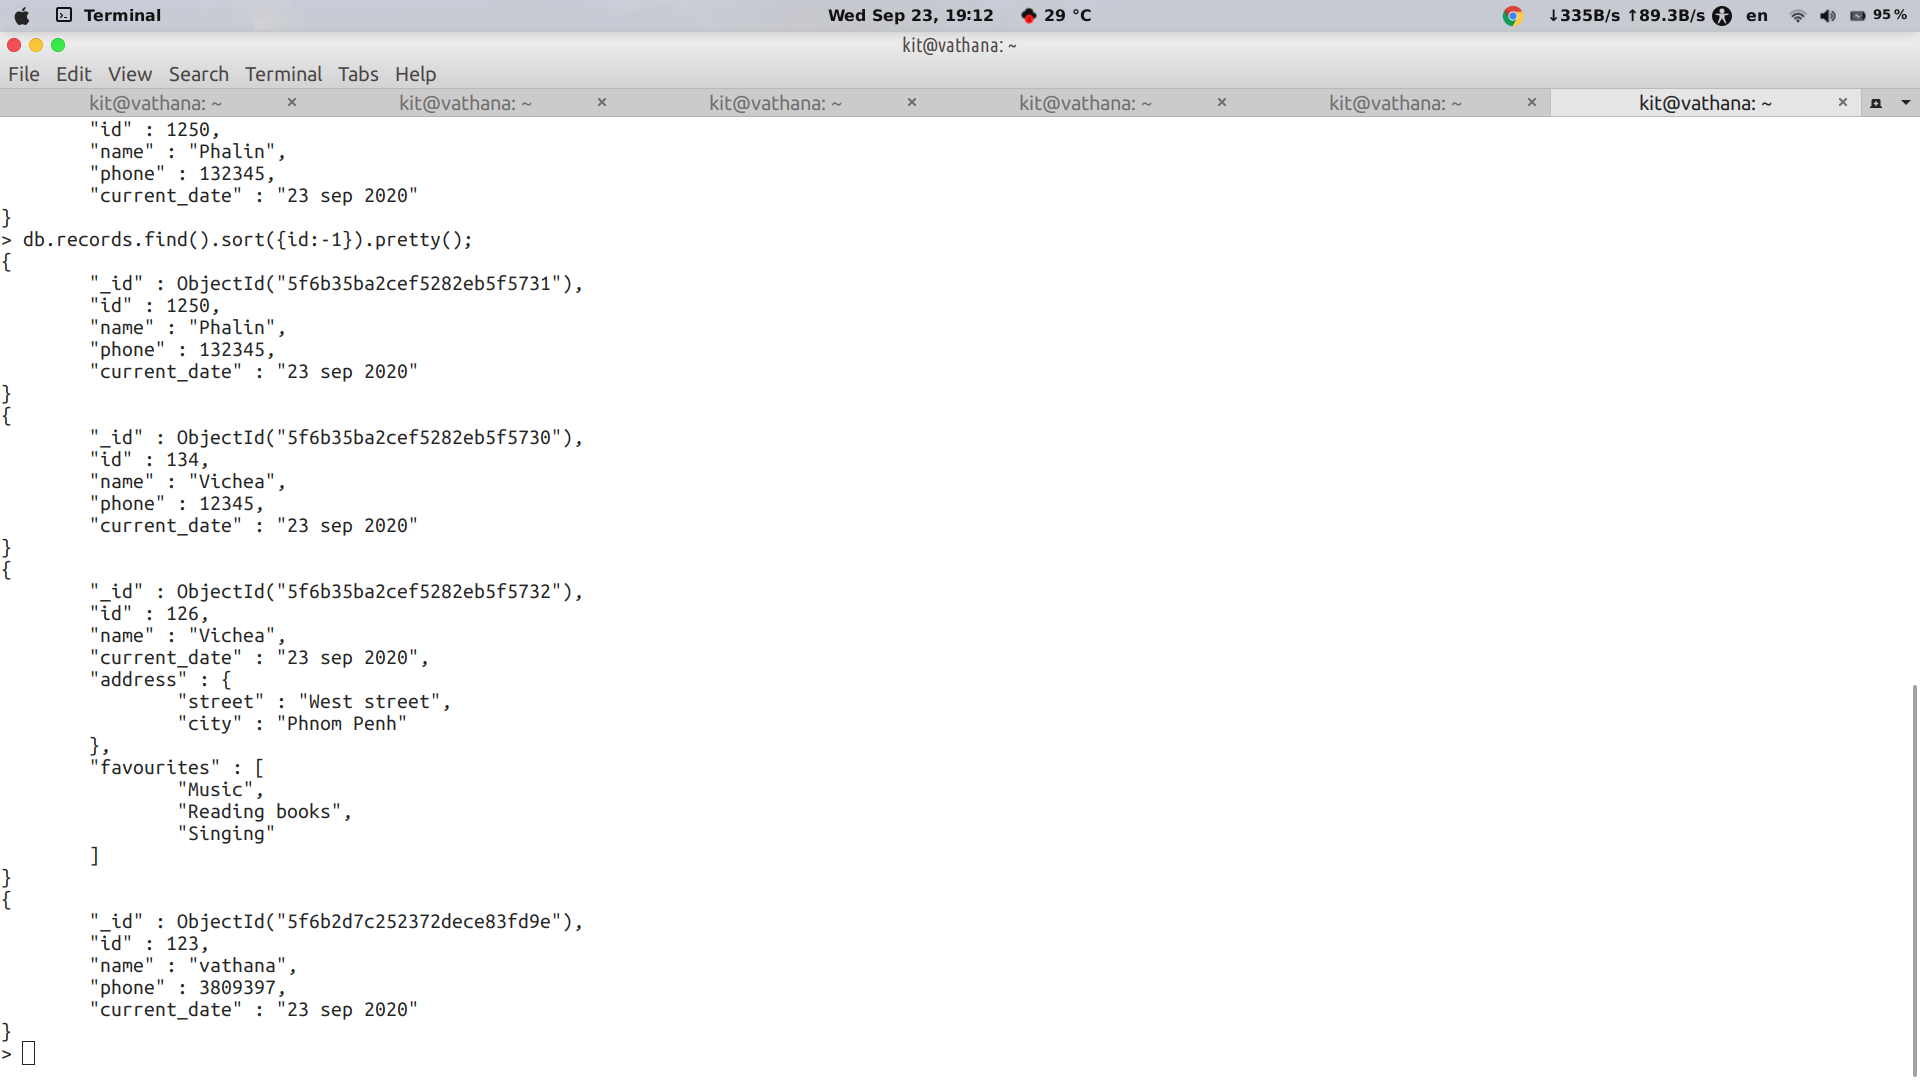 Terminal Wed Sep 23, 19:12 29 °C ↓335B/s ↑89.3B/s en 95 %
kit@vathana: ~
File Edit View Search Terminal Tabs Help
kit@vathana: ~ × kit@vathana: ~ × kit@vathana: ~ × kit@vathana: ~ × kit@vathana: ~ × kit@vathana: ~ ×
"id" : 1250,
"name" : "Phalin",
"phone" : 132345,
"current_date" : "23 sep 2020"
}
> db.records.find().sort({id:-1}).pretty();
{
"_id" : ObjectId("5f6b35ba2cef5282eb5f5731"),
"id" : 1250,
"name" : "Phalin",
"phone" : 132345,
"current_date" : "23 sep 2020"
}
{
"_id" : ObjectId("5f6b35ba2cef5282eb5f5730"),
"id" : 134,
"name" : "Vichea",
"phone" : 12345,
"current_date" : "23 sep 2020"
}
{
"_id" : ObjectId("5f6b35ba2cef5282eb5f5732"),
"id" : 126,
"name" : "Vichea",
"current_date" : "23 sep 2020",
"address" : {
"street" : "West street",
"city" : "Phnom Penh"
},
"favourites" : [
"Music",
"Reading books",
"Singing"
]
}
{
"_id" : ObjectId("5f6b2d7c252372dece83fd9e"),
"id" : 123,
"name" : "vathana",
"phone" : 3809397,
"current_date" : "23 sep 2020"
}
>